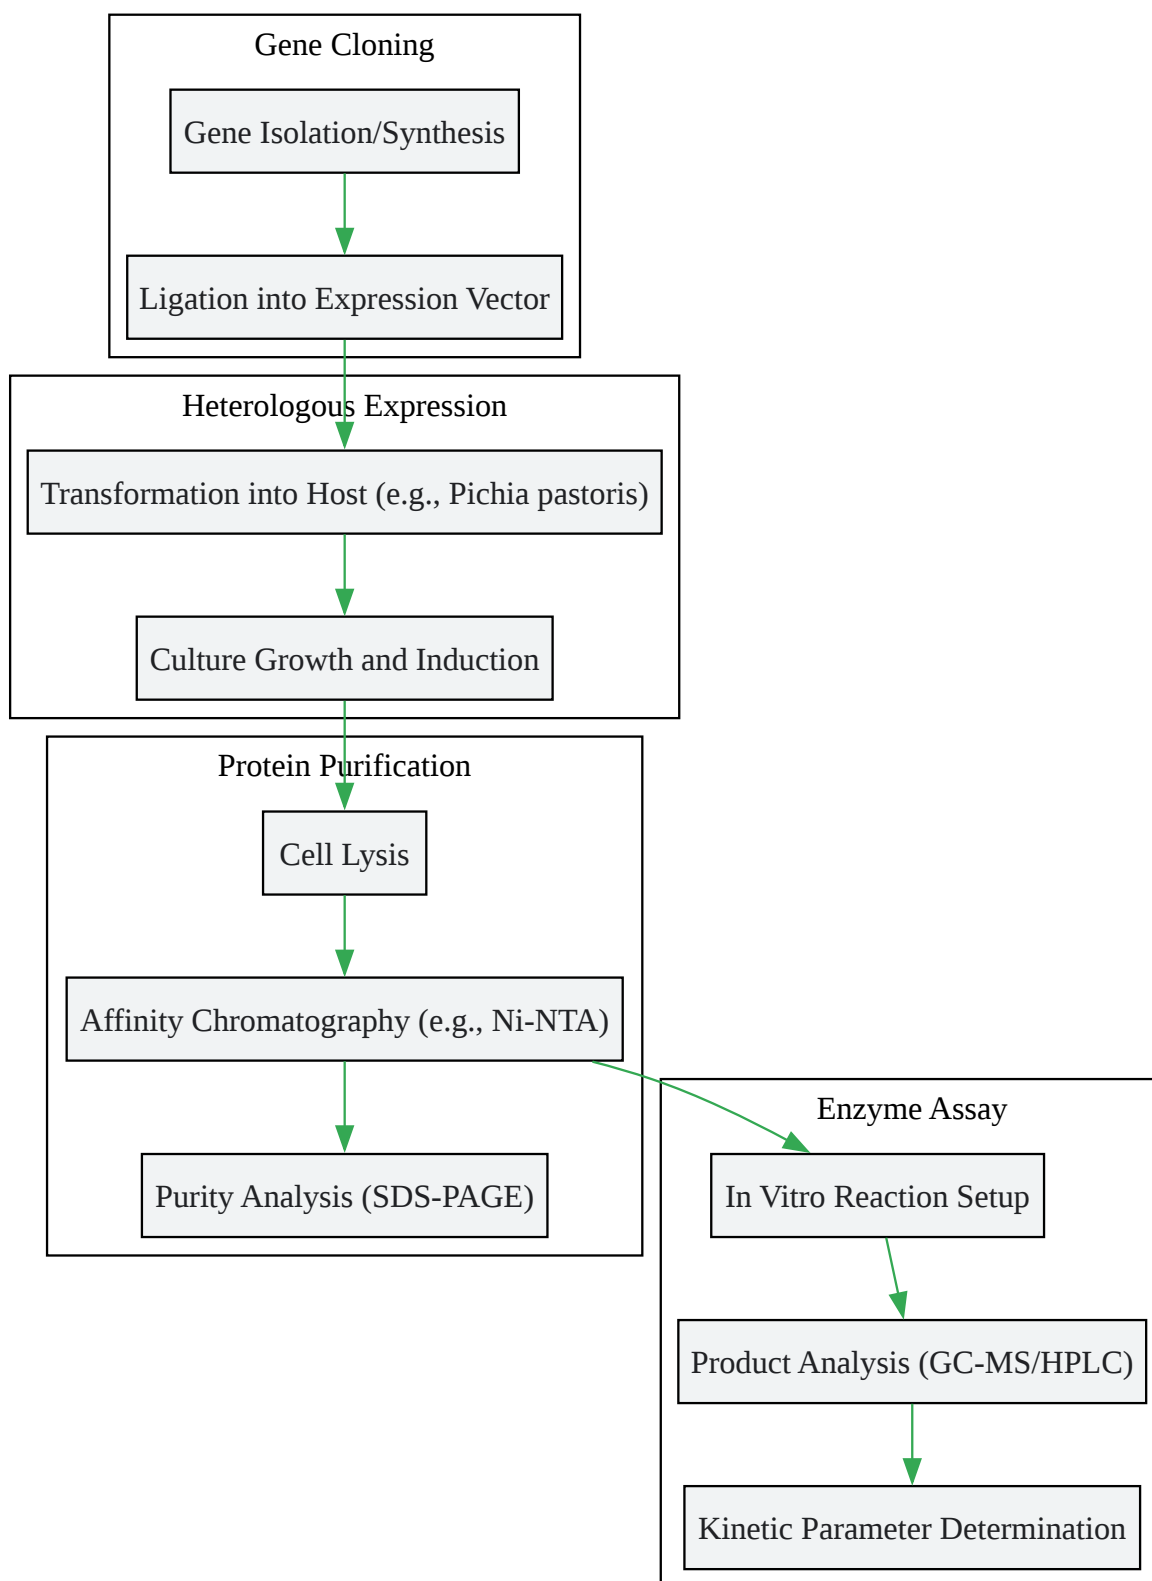 Gene Cloning
Gene Isolation/Synthesis
Ligation into Expression Vector
Heterologous Expression
Transformation into Host (e.g., Pichia pastoris)
Culture Growth and Induction
Protein Purification
Cell Lysis
Affinity Chromatography (e.g., Ni-NTA)
Purity Analysis (SDS-PAGE)
Enzyme Assay
In Vitro Reaction Setup
Product Analysis (GC-MS/HPLC)
Kinetic Parameter Determination